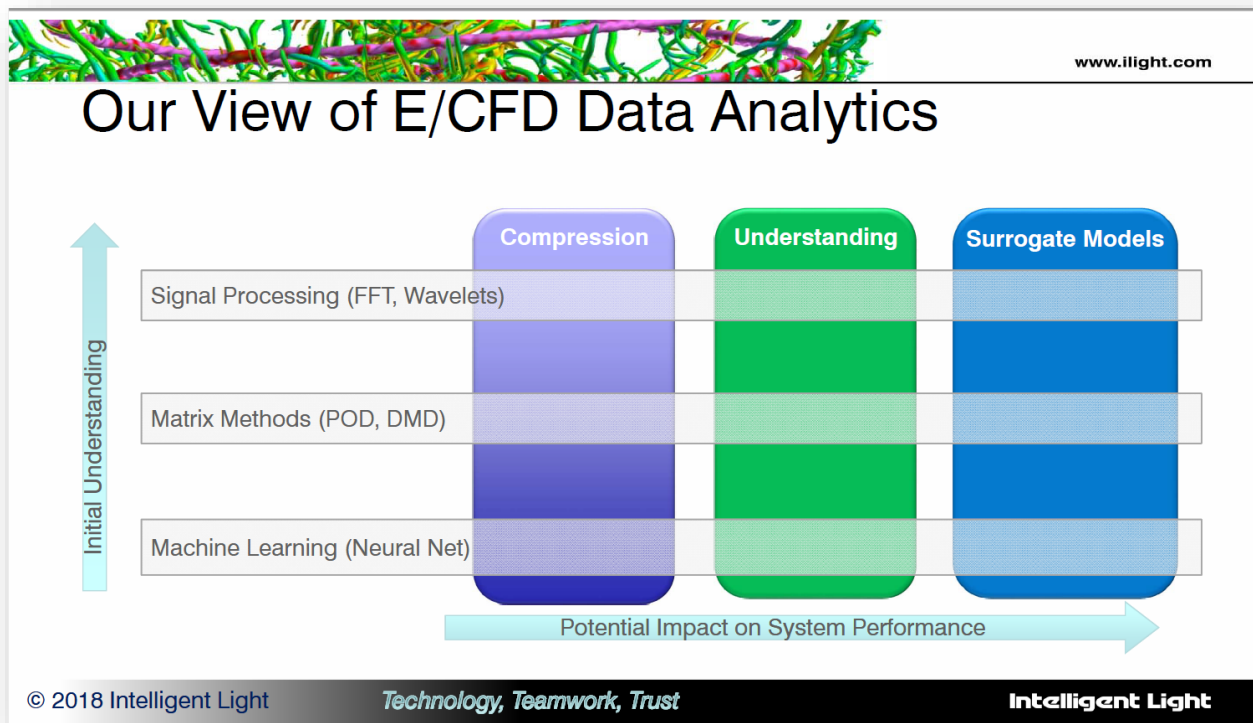 www.ilight.com
Our View of E/CFD Data Analytics
Compression
Understanding
Surrogate Models
Signal Processing (FFT, Wavelets)
Matrix Methods (POD, DMD)
Machine Learning (Neural Net)
Initial Understanding
Potential Impact on System Performance
© 2018 Intelligent Light
Technology, Teamwork, Trust
Intelligent Light